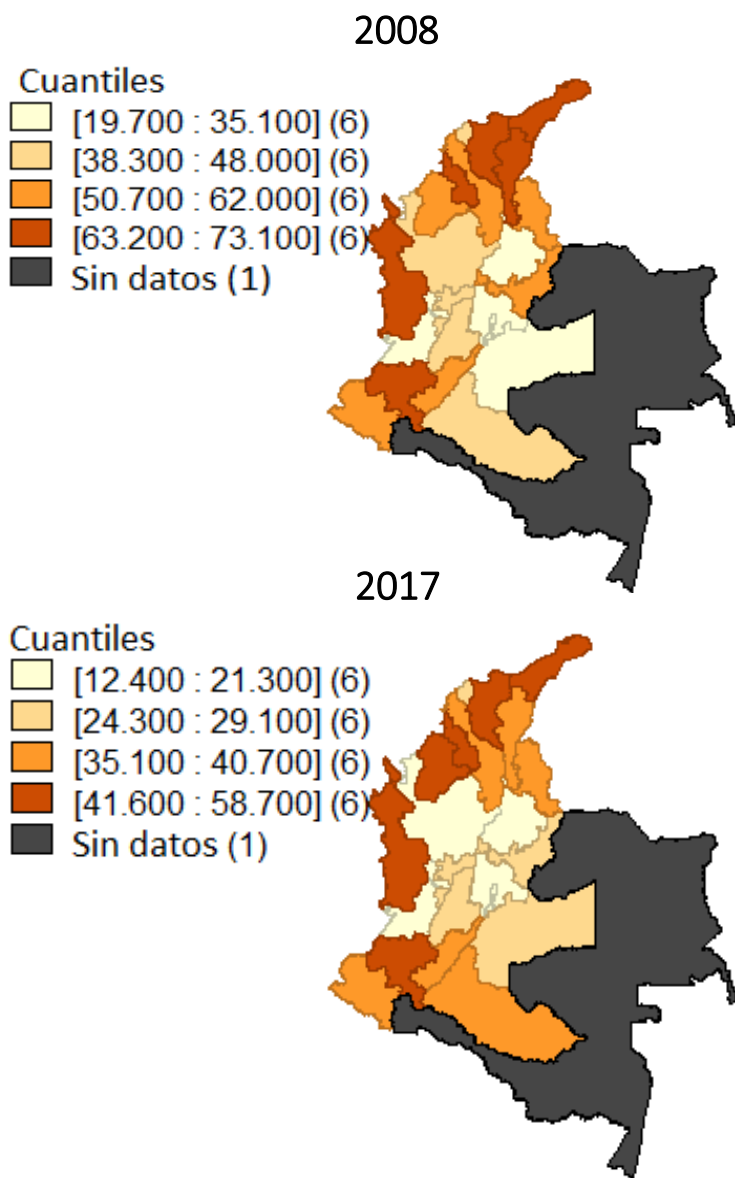 2008
Cuantiles
[19.700 : 35.100] (6)
[38.300 : 48.000] (6)
[50.700 : 62.000] (6)
[63.200 : 73.100] (6)
Sin datos (1)
2017
Cuantiles
[12.400 : 21.300] (6)
[24.300 : 29.100] (6)
[35.100 : 40.700] (6)
[41.600 : 58.700] (6)
Sin datos (1)